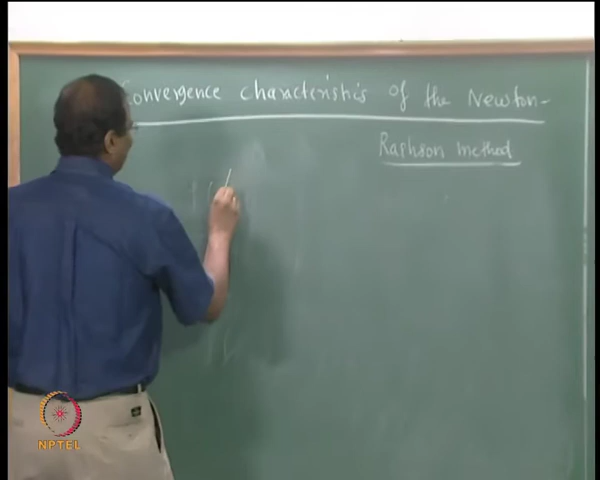 Convergence characteristics of the Newton-
Raphson method
NPTEL